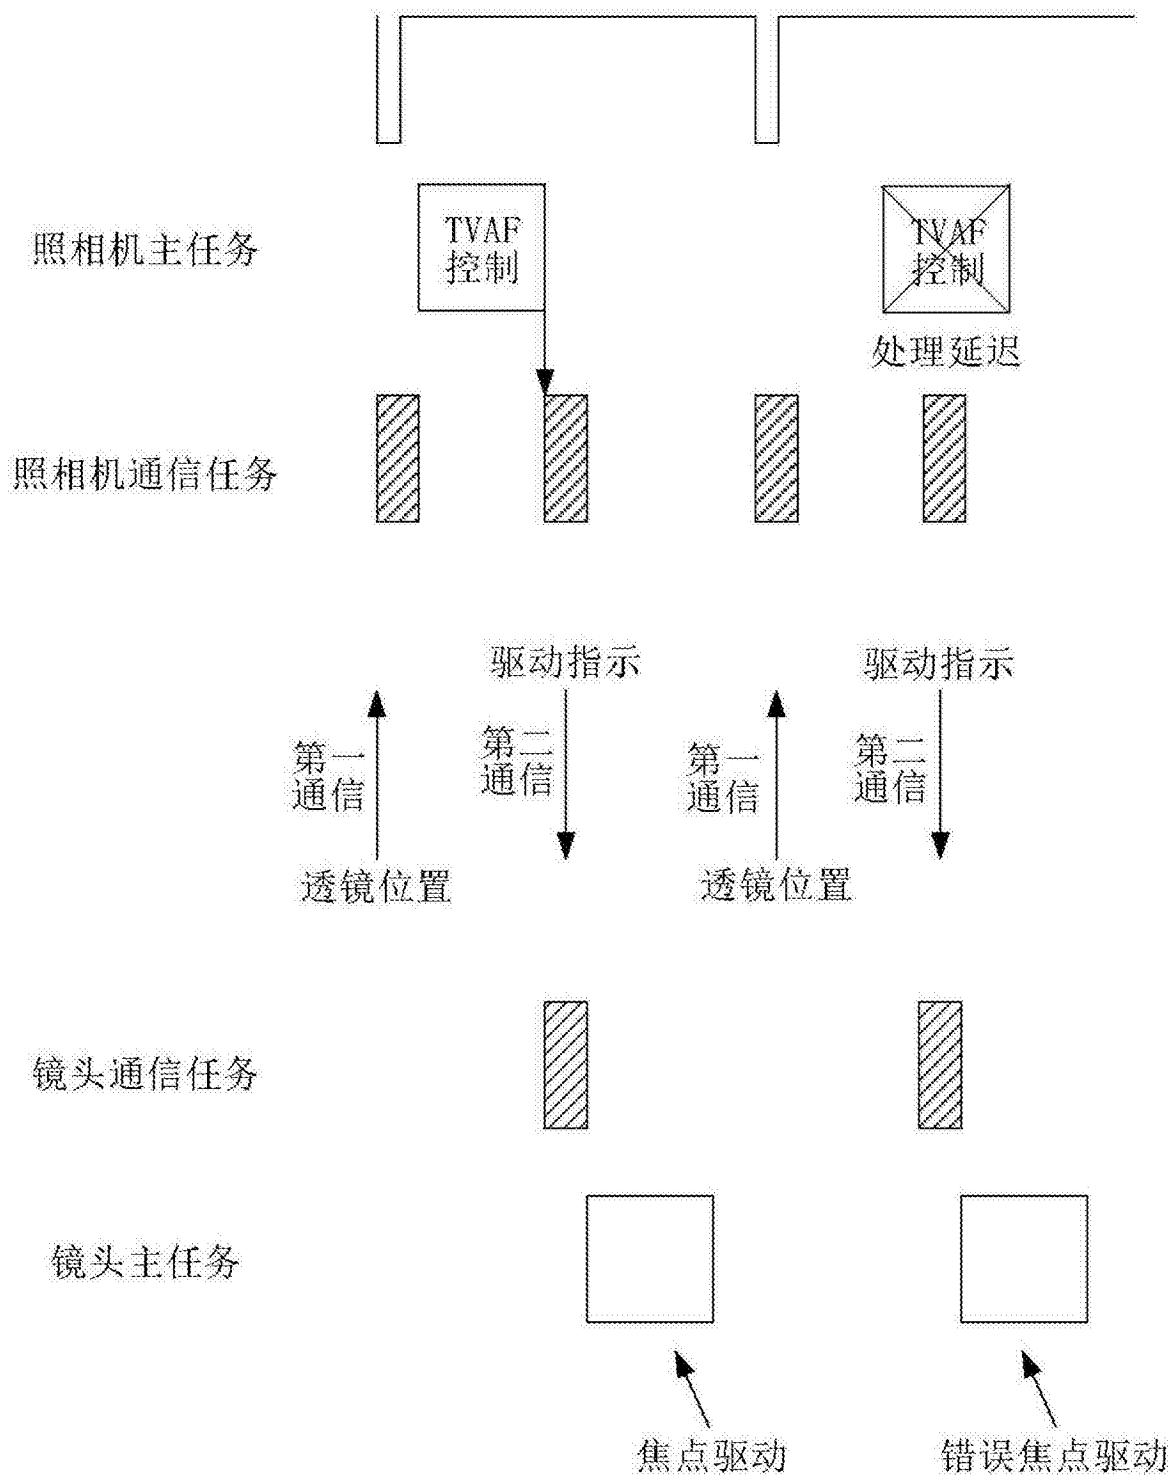 照相机主任务
TVAF
控制
TVAF
控制
处理延迟
照相机通信任务
驱动指示
驱动指示
第一
通信
第二
通信
第一
通信
第二
通信
透镜位置
透镜位置
镜头通信任务
镜头主任务
焦点驱动
错误焦点驱动